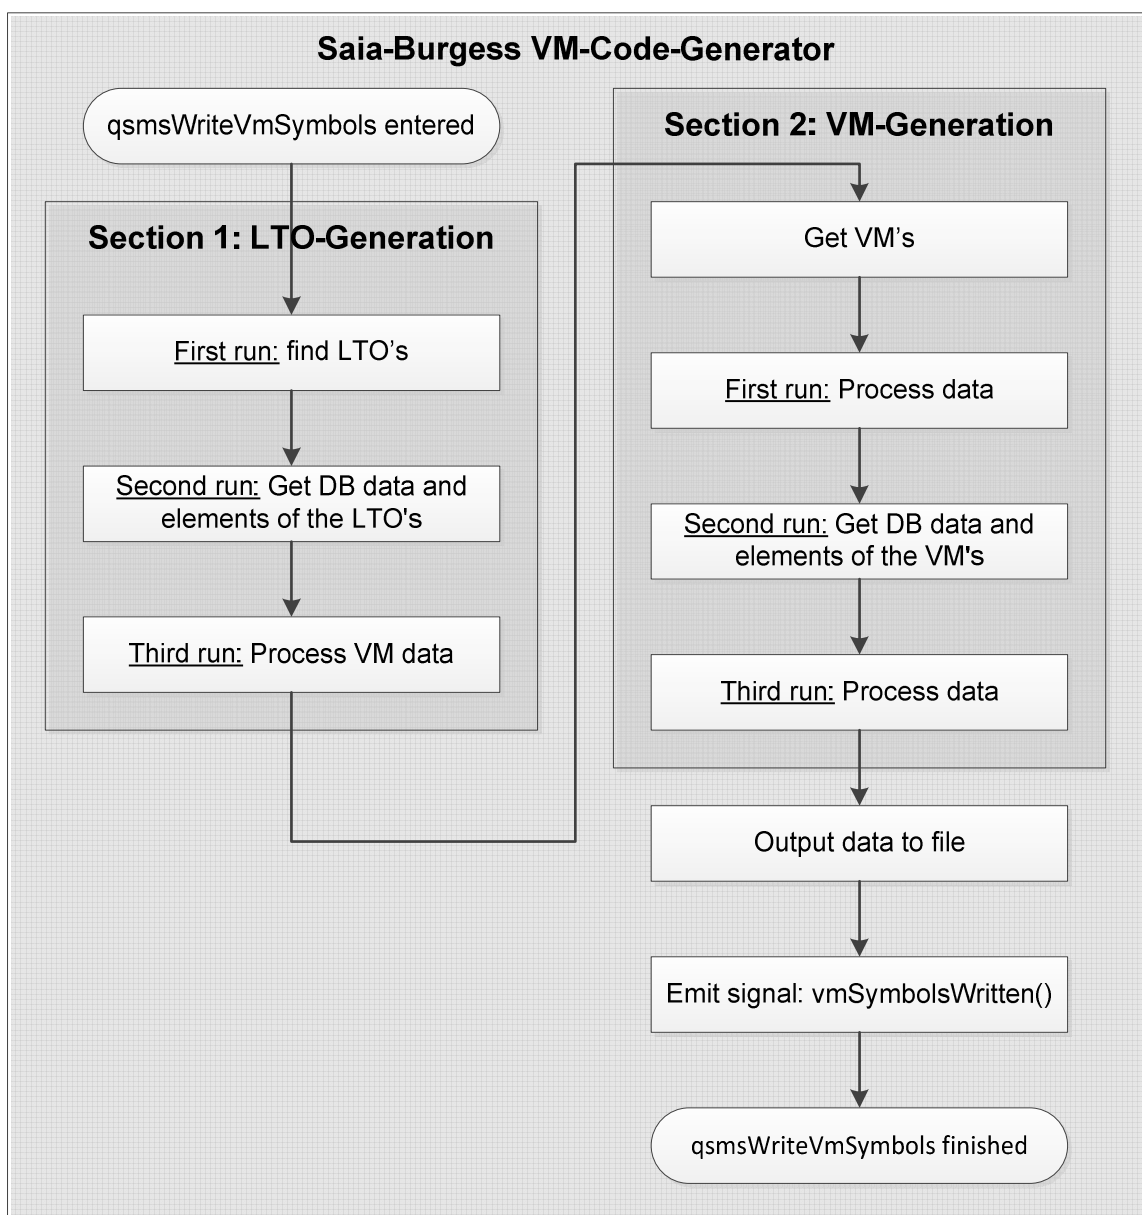 Saia-Burgess VM-Code-Generator
qsmsWriteVmSymbols entered
Section 1: LTO-Generation
First run: find LTO’s
Second run: Get DB data and
elements of the LTO's
Third run: Process VM data
Section 2: VM-Generation
Get VM’s
First run: Process data
Second run: Get DB data and
elements of the VM's
Third run: Process data
Output data to file
Emit signal: vmSymbolsWritten()
qsmsWriteVmSymbols finished